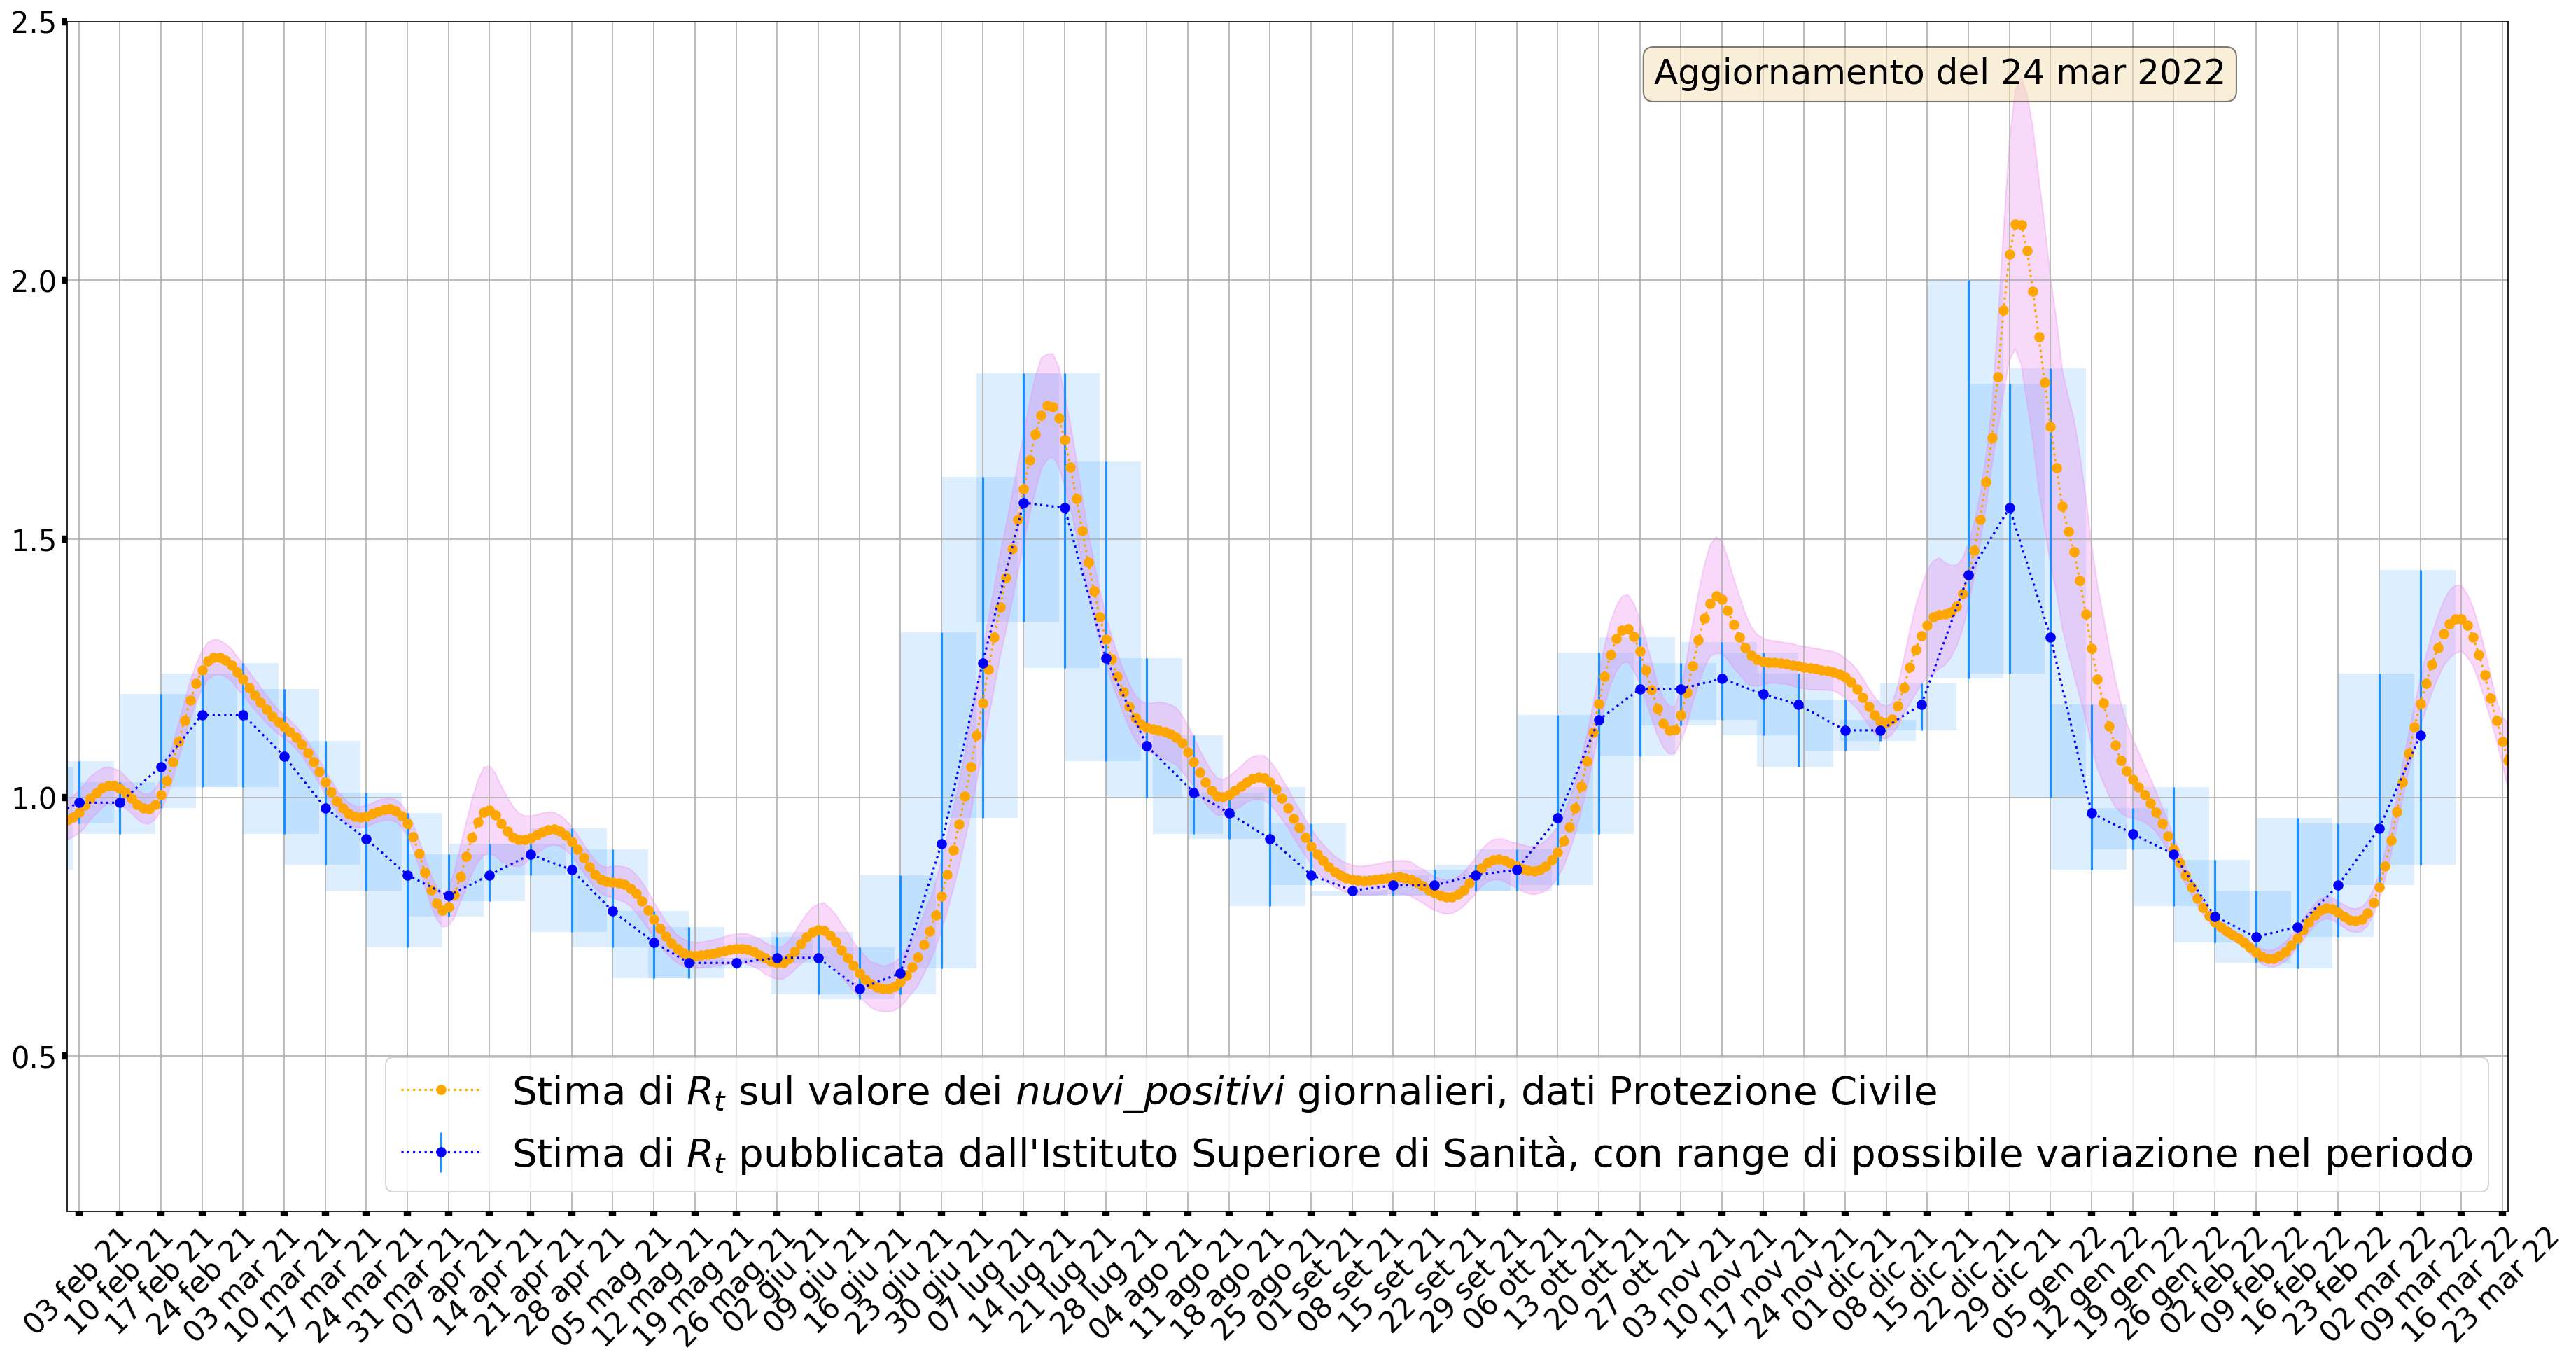 2.5
Aggiornamento del 24 mar 2022
2.0
1.5
1.0
0.5
Stima di Rt sul valore dei nuovi_positivi giornalieri, dati Protezione Civile
Stima di Rt pubblicata dall'Istituto Superiore di Sanità, con range di possibile variazione nel periodo
03 feb 21
10 feb 21
17 feb 21
24 feb 21
03 mar 21
10 mar 21
17 mar 21
24 mar 21
31 mar 21
07 apr 21
14 apr 21
21 apr 21
28 apr 21
05 mag 21
12 mag 21
19 mag 21
26 mag 21
02 giu 21
09 giu 21
16 giu 21
23 giu 21
30 giu 21
07 lug 21
14 lug 21
21 lug 21
28 lug 21
04 ago 21
11 ago 21
18 ago 21
25 ago 21
01 set 21
08 set 21
15 set 21
22 set 21
29 set 21
06 ott 21
13 ott 21
20 ott 21
27 ott 21
03 nov 21
10 nov 21
17 nov 21
24 nov 21
01 dic 21
08 dic 21
15 dic 21
22 dic 21
29 dic 21
05 gen 22
12 gen 22
19 gen 22
26 gen 22
02 feb 22
09 feb 22
16 feb 22
23 feb 22
02 mar 22
09 mar 22
16 mar 22
23 mar 22